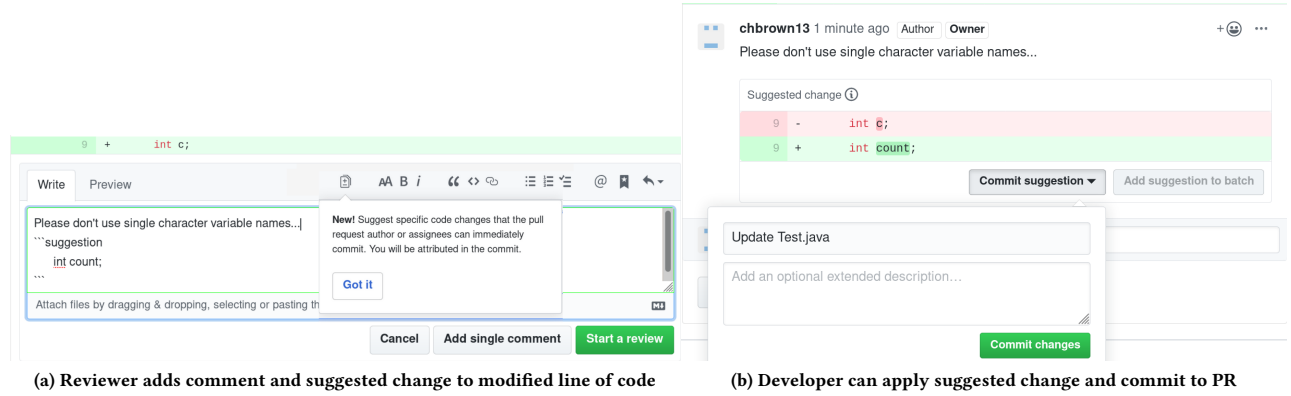 9 + int c;
Write Preview
AA B i
Please don't use single character variable names...
```suggestion
int count;
```
Attach files by dragging & dropping, selecting or pasting th
New! Suggest specific code changes that the pull
request author or assignees can immediately
commit. You will be attributed in the commit.
Got it
Cancel Add single comment Start a review
(a) Reviewer adds comment and suggested change to modified line of code
chbrown13 1 minute ago Author Owner
Please don't use single character variable names...
Suggested change
9 - int c;
9 + int count;
Commit suggestion Add suggestion to batch
Update Test.java
Add an optional extended description…
Commit changes
(b) Developer can apply suggested change and commit to PR